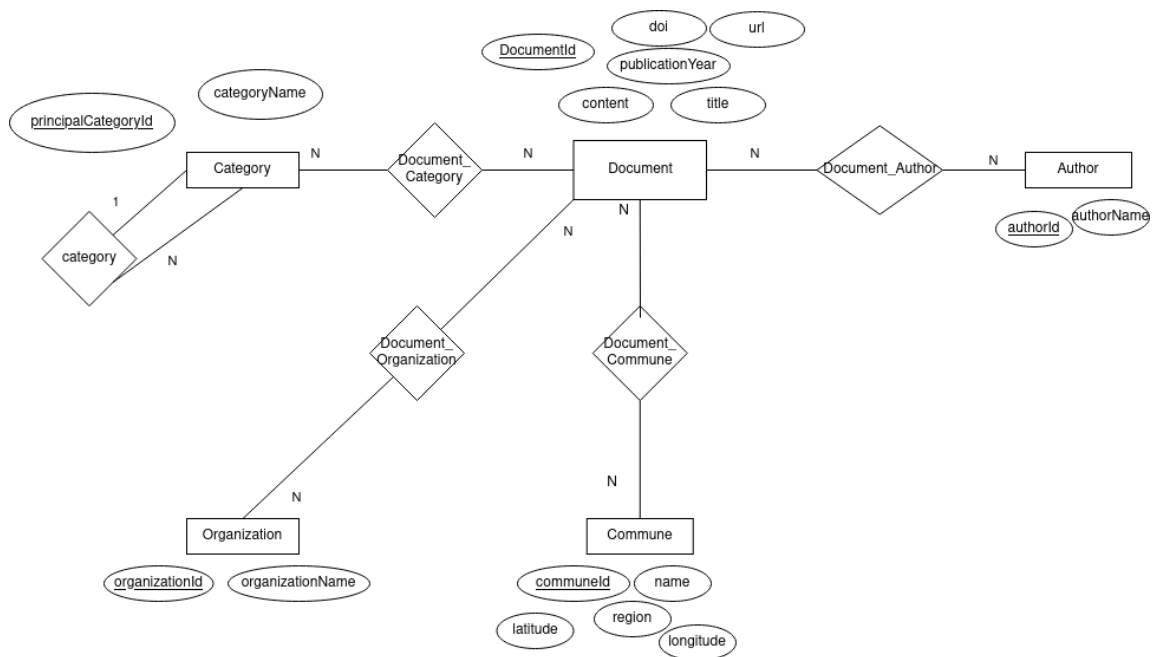 doi
url
DocumentId
publicationYear
categoryName
principalCategoryId
content
title
Category
N
Document_
Category
N
Document
N
Document_Author
N
Author
1
category
N
N
N
authorId
authorName
Document_
Organization
Document_
Commune
N
N
Organization
Commune
organizationId
organizationName
communeId
name
latitude
region
longitude